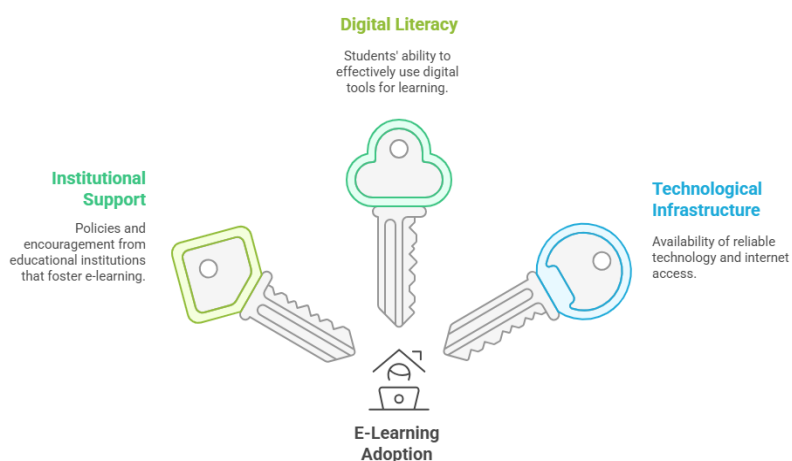 Digital Literacy
Students' ability to
effectively use digital
tools for learning.
Institutional
Support
Policies and
encouragement from
educational institutions
that foster e-learning.
Technological
Infrastructure
Availability of reliable
technology and internet
access.
E-Learning
Adoption